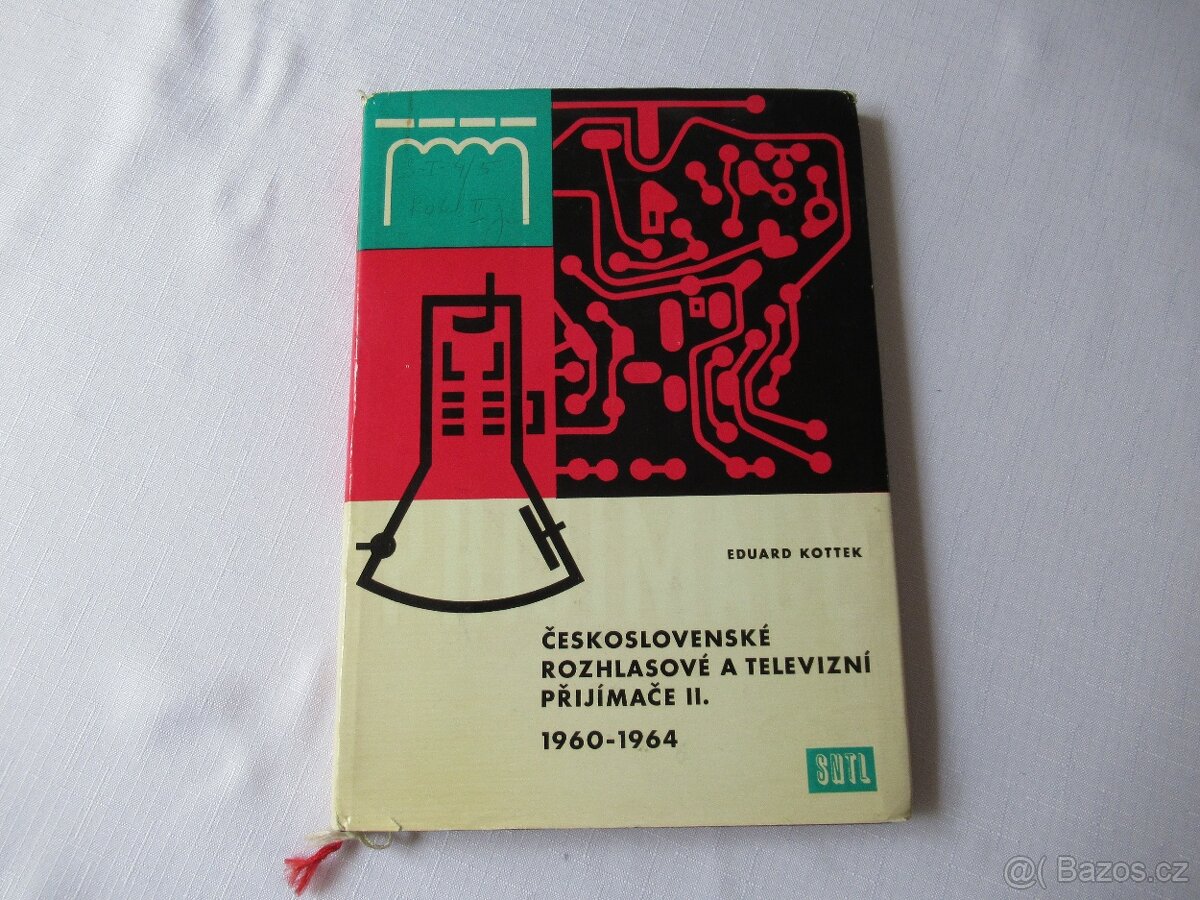 EDUARD KOTTEK
ČESKOSLOVENSKÉ
ROZHLASOVÉ A TELEVIZNÍ
PŘIJÍMAČE II.
1960-1964
SNTL
@( Bazos.cz